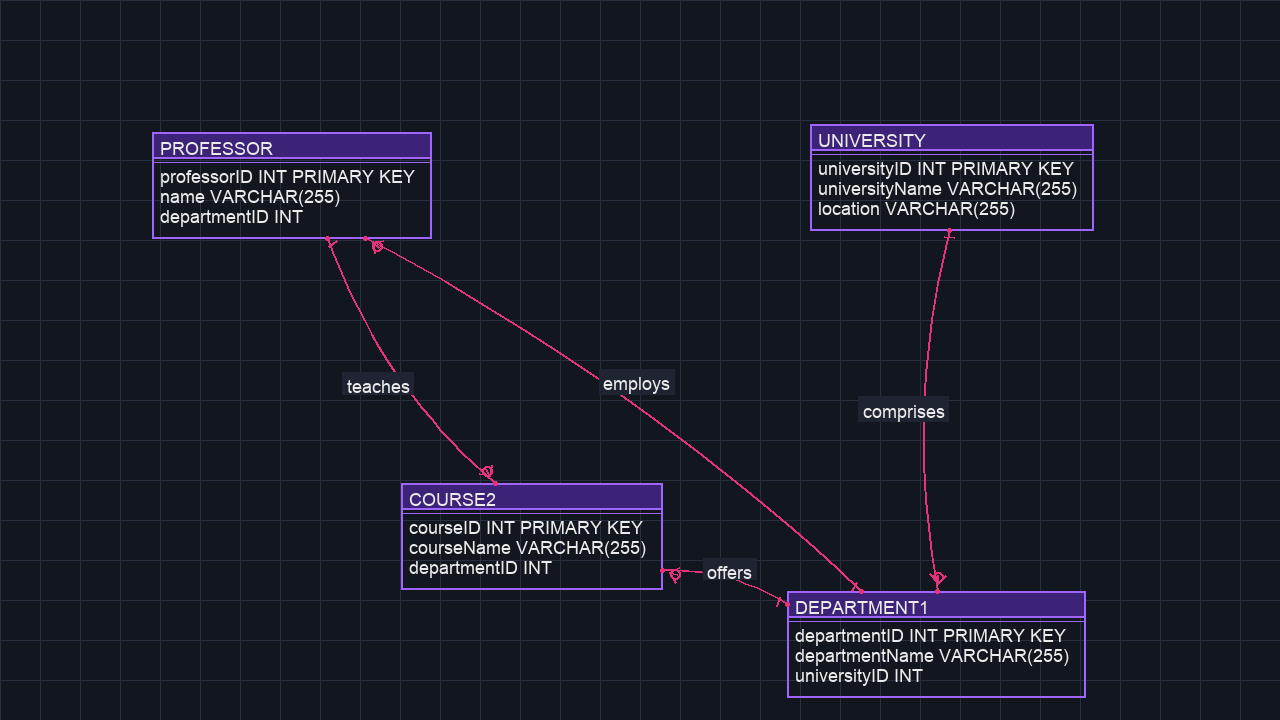 PROFESSOR
professorID INT PRIMARY KEY
name VARCHAR(255)
departmentID INT
UNIVERSITY
universityID INT PRIMARY KEY
universityName VARCHAR(255)
location VARCHAR(255)
teaches
employs
comprises
COURSE2
courseID INT PRIMARY KEY
courseName VARCHAR(255)
departmentID INT
offers
DEPARTMENT1
departmentID INT PRIMARY KEY
departmentName VARCHAR(255)
universityID INT